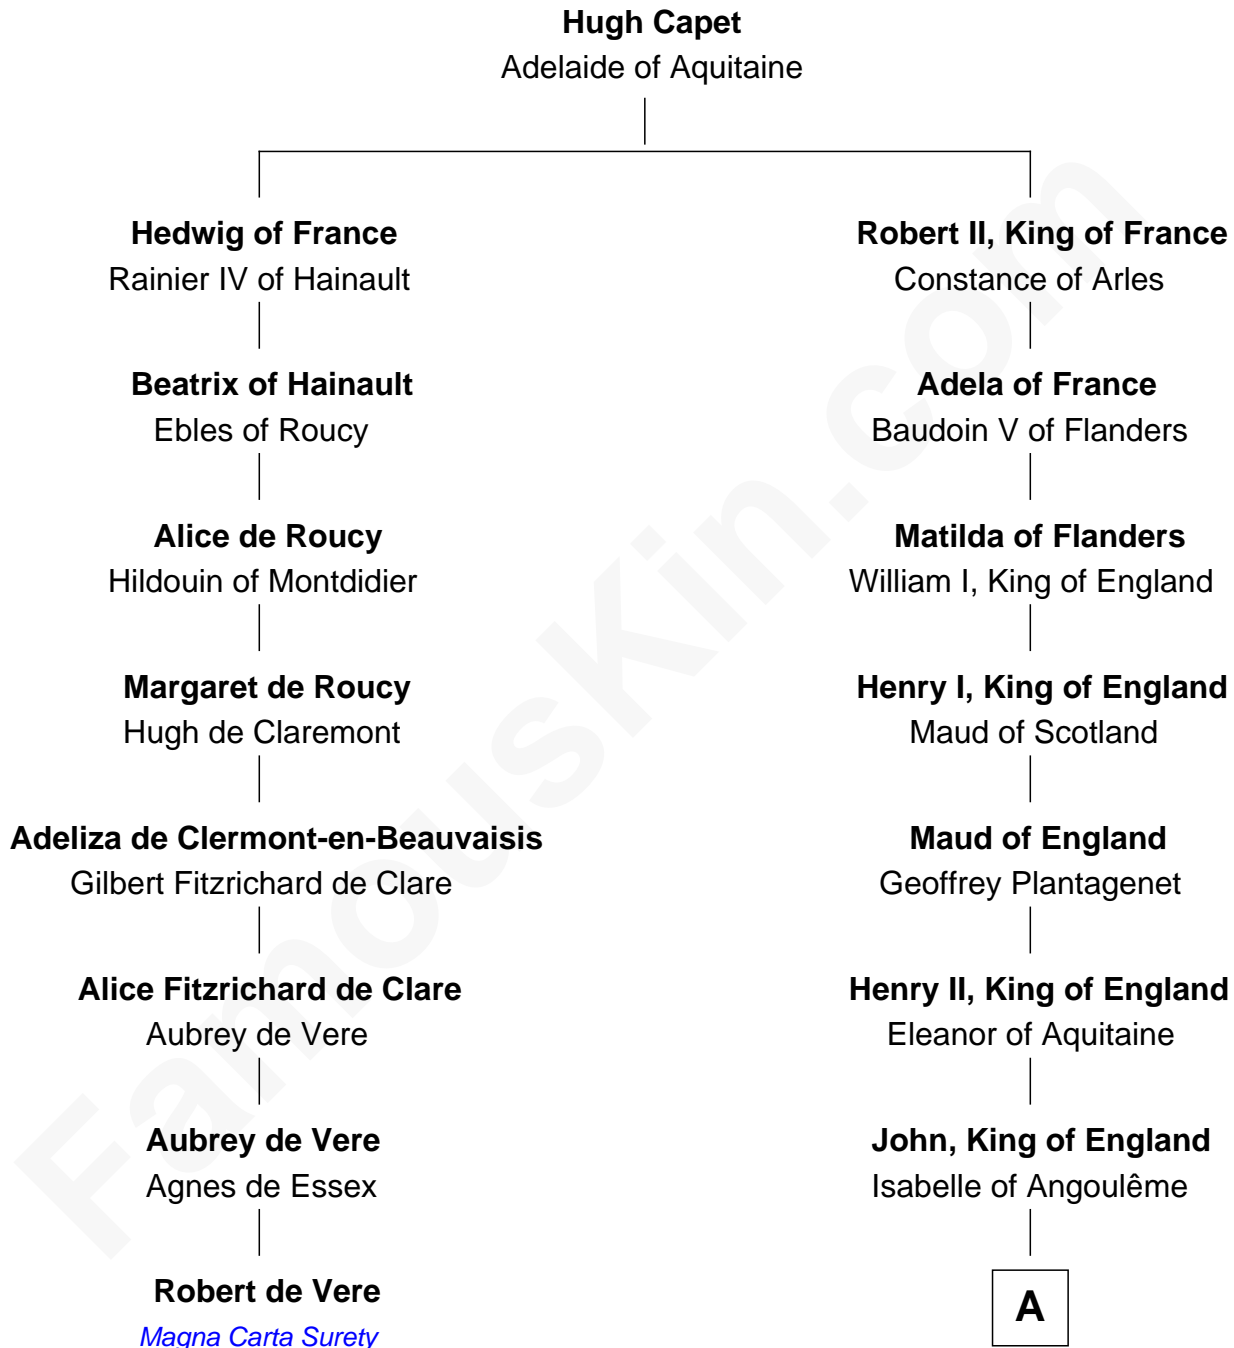 Hugh Capet
Adelaide of Aquitaine
Hedwig of France
Rainier IV of Hainault
Robert II, King of France
Constance of Arles
Beatrix of Hainault
Ebles of Roucy
Adela of France
Baudoin V of Flanders
Alice de Roucy
Hildouin of Montdidier
Matilda of Flanders
William I, King of England
Margaret de Roucy
Hugh de Claremont
Henry I, King of England
Maud of Scotland
Adeliza de Clermont-en-Beauvaisis
Gilbert Fitzrichard de Clare
Maud of England
Geoffrey Plantagenet
Alice Fitzrichard de Clare
Aubrey de Vere
Henry II, King of England
Eleanor of Aquitaine
Aubrey de Vere
Agnes de Essex
John, King of England
Isabelle of Angoulême
Robert de Vere
Magna Carta Surety
A
FamousKin.com